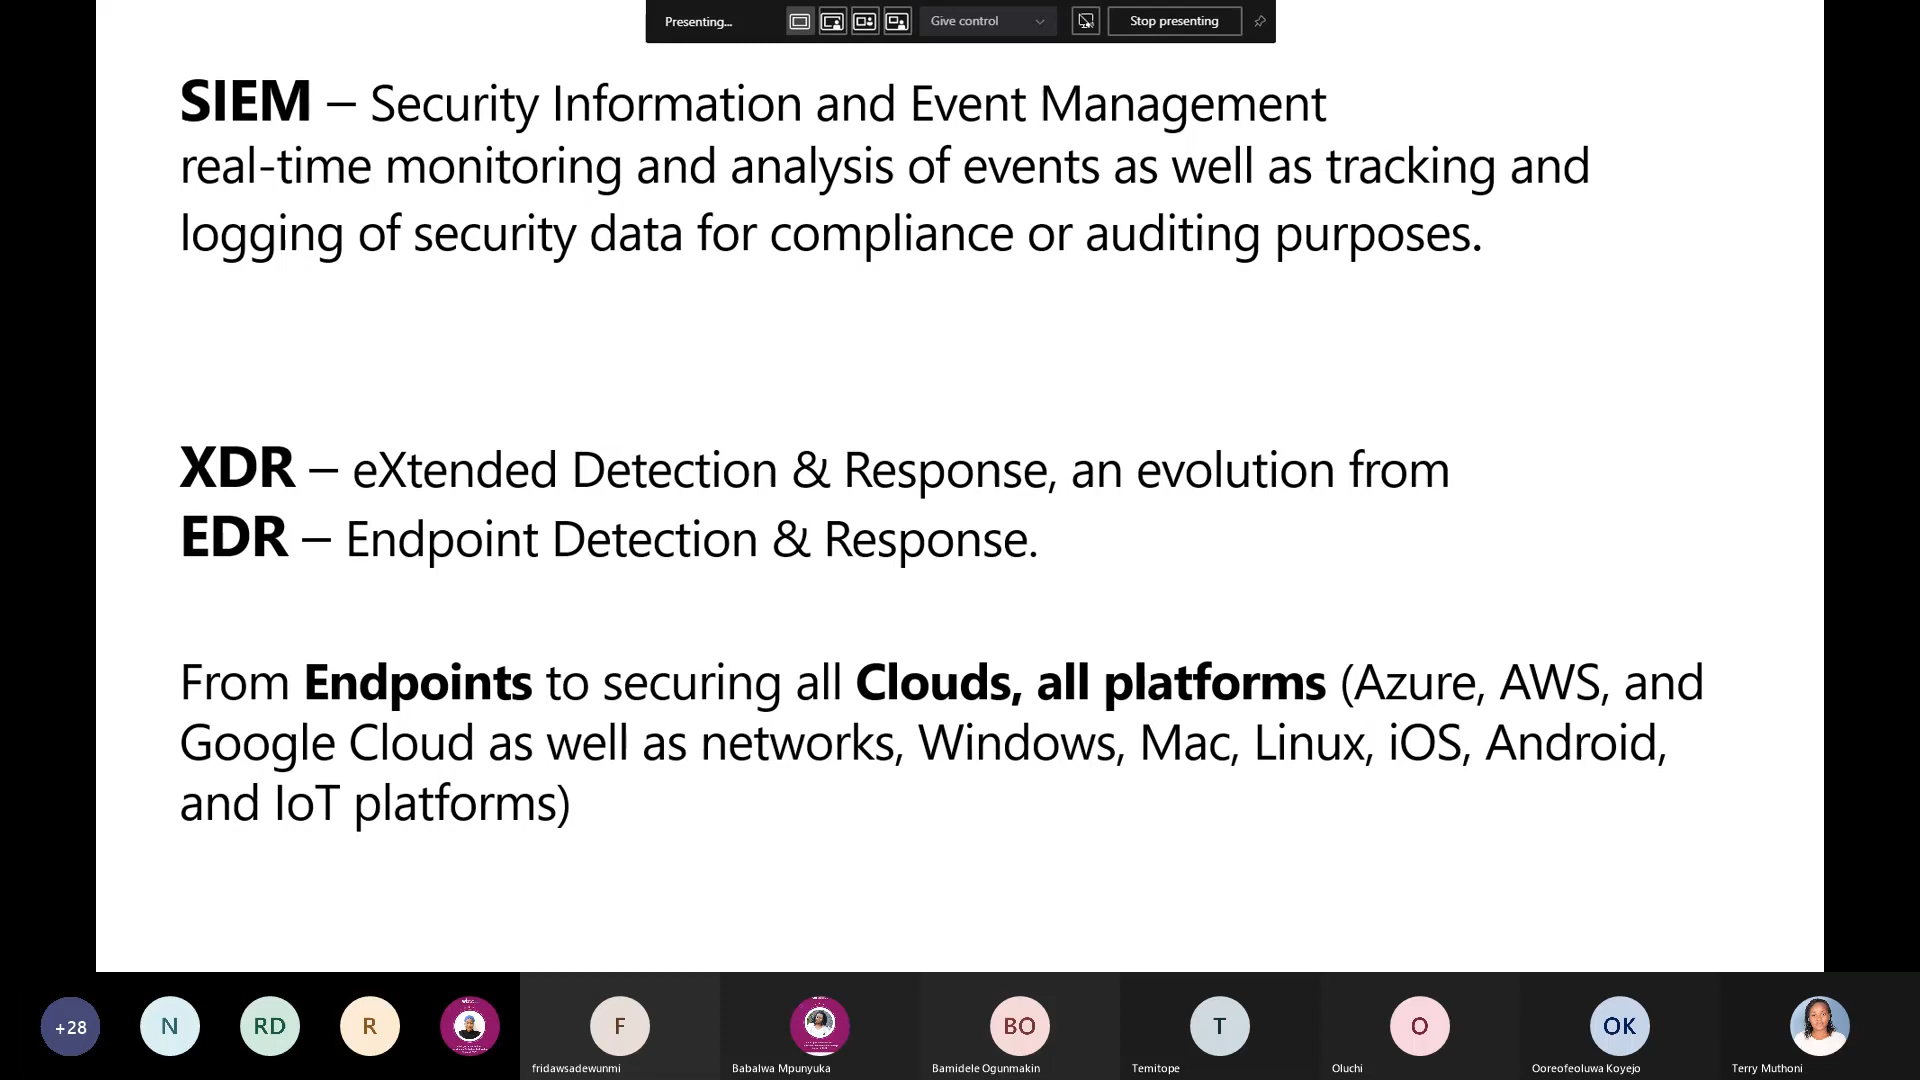 Presenting...
Give control
Stop presenting
SIEM – Security Information and Event Management
real-time monitoring and analysis of events as well as tracking and
logging of security data for compliance or auditing purposes.
XDR – eXtended Detection & Response, an evolution from
EDR – Endpoint Detection & Response.
From Endpoints to securing all Clouds, all platforms (Azure, AWS, and
Google Cloud as well as networks, Windows, Mac, Linux, iOS, Android,
and IoT platforms)
+28
N
RD
R
F
BO
T
O
OK
fridawsadewunmi
Babalwa Mpunyuka
Bamidele Ogunmakin
Temitope
Oluchi
Ooreofeoluwa Koyejo
Terry Muthoni